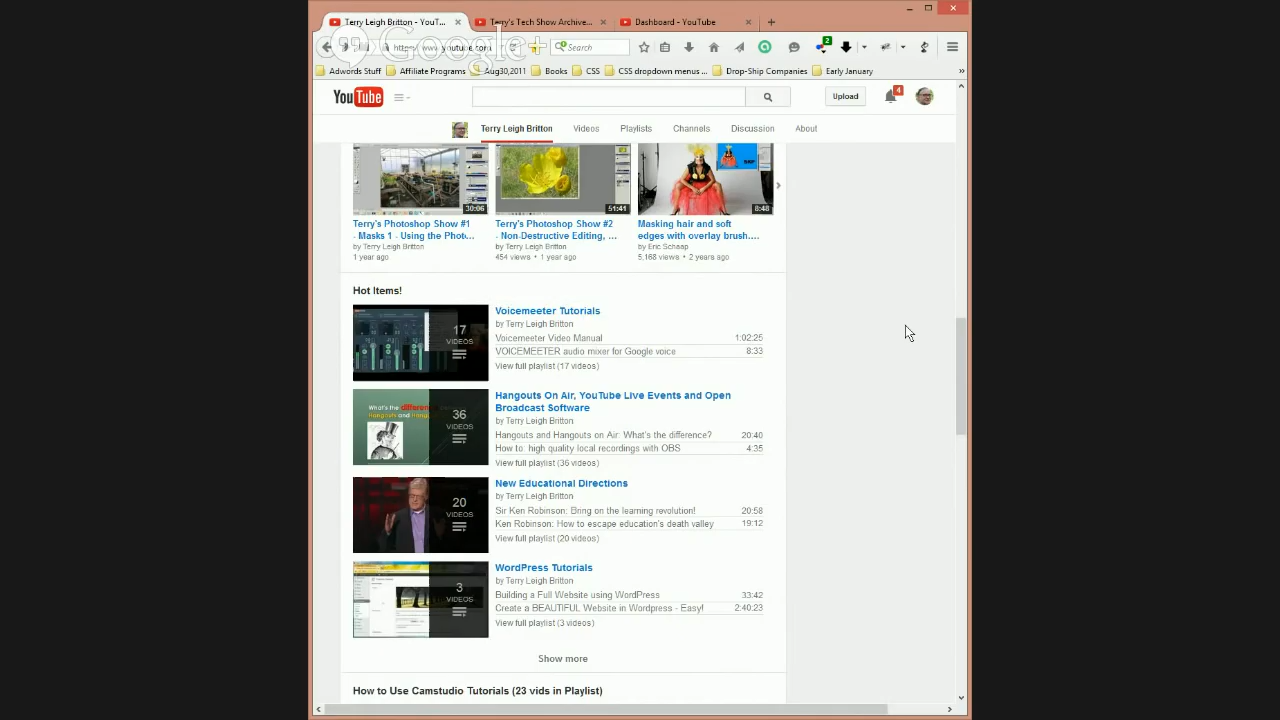 Terry Leigh Britton - YouT...
Terry's Tech Show Archive...
Dashboard - YouTube
Google+
https://www.youtube.com
Search
2
Adwords Stuff
Affiliate Programs
Aug30,2011
Books
CSS
CSS dropdown menus ...
Drop-Ship Companies
Early January
»
YouTube
Upload
4
Terry Leigh Britton
Videos
Playlists
Channels
Discussion
About
30:06
51:41
8:48
Terry's Photoshop Show #1
- Masks 1 - Using the Phot...
by Terry Leigh Britton
1 year ago
Terry's Photoshop Show #2
- Non-Destructive Editing, ...
by Terry Leigh Britton
454 views • 1 year ago
Masking hair and soft
edges with overlay brush....
by Eric Schaap
5,168 views • 2 years ago
Hot Items!
17
VIDEOS
Voicemeeter Tutorials
by Terry Leigh Britton
Voicemeeter Video Manual 1:02:25
VOICEMEETER audio mixer for Google voice 8:33
View full playlist (17 videos)
What's the difference
Hangouts and Hangouts
36
VIDEOS
Hangouts On Air, YouTube Live Events and Open
Broadcast Software
by Terry Leigh Britton
Hangouts and Hangouts on Air: What's the difference? 20:40
How to: high quality local recordings with OBS 4:35
View full playlist (36 videos)
20
VIDEOS
New Educational Directions
by Terry Leigh Britton
Sir Ken Robinson: Bring on the learning revolution! 20:58
Ken Robinson: How to escape education's death valley 19:12
View full playlist (20 videos)
3
VIDEOS
WordPress Tutorials
by Terry Leigh Britton
Building a Full Website using WordPress 33:42
Create a BEAUTIFUL Website in Wordpress - Easy! 2:40:23
View full playlist (3 videos)
Show more
How to Use Camstudio Tutorials (23 vids in Playlist)